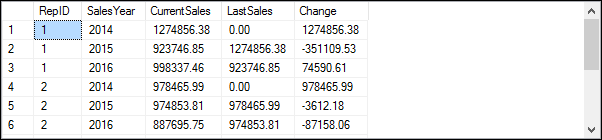 RepID SalesYear CurrentSales LastSales Change
1 1 2014 1274856.38 0.00 1274856.38
2 1 2015 923746.85 1274856.38 -351109.53
3 1 2016 998337.46 923746.85 74590.61
4 2 2014 978465.99 0.00 978465.99
5 2 2015 974853.81 978465.99 -3612.18
6 2 2016 887695.75 974853.81 -87158.06